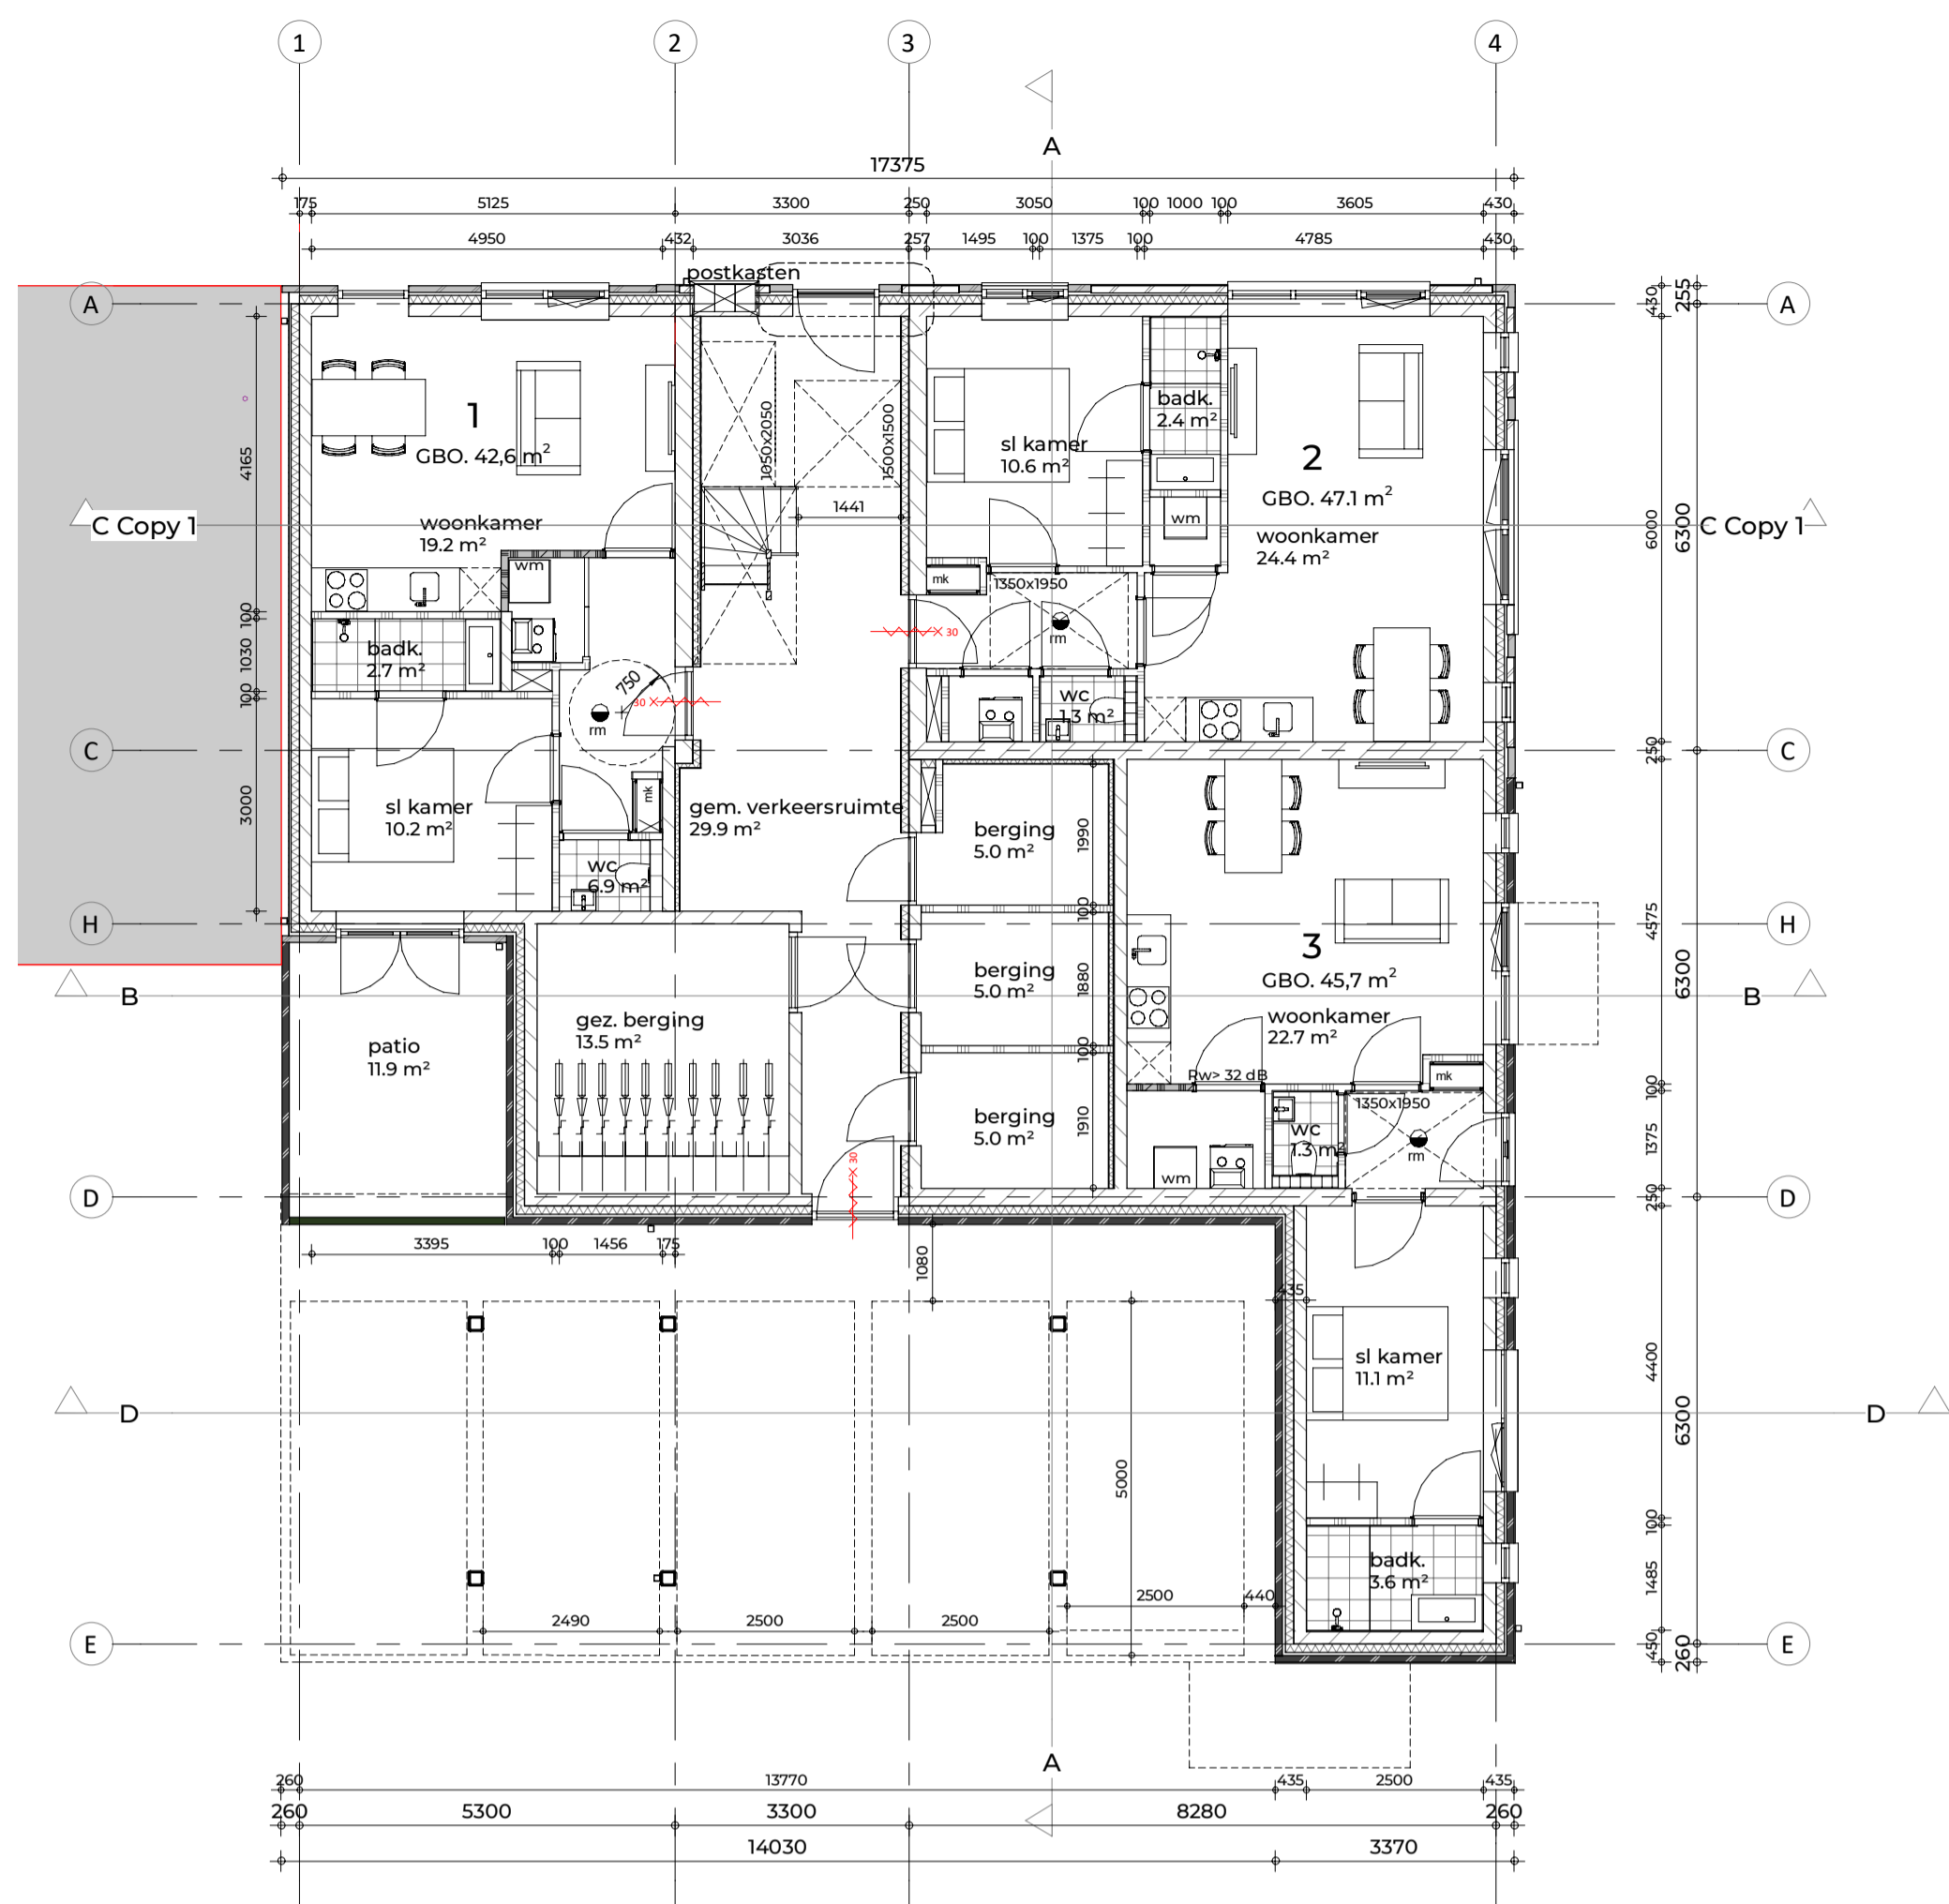 1
2
3
4
A
17375
175
5125
3300
250
3050
100
1000
100
3605
430
4950
432
3036
257
1495
100
1375
100
4785
430
postkasten
A
A
430
255
1
GBO. 42,6 m²
4165
1050x2050
1500x1500
badk.
2.4 m²
sl kamer
10.6 m²
2
GBO. 47.1 m²
1441
woonkamer
19.2 m²
woonkamer
24.4 m²
C Copy 1
C Copy 1
6000
6300
wm
wm
mk
1350x1950
rm
30
100
1030
100
badk.
2.7 m²
750
30
rm
wc
1.3 m²
C
C
250
3000
sl kamer
10.2 m²
mk
gem. verkeersruimte
29.9 m²
berging
5.0 m²
1990
wc
6.9 m²
100
H
H
4575
6300
3
GBO. 45,7 m²
berging
5.0 m²
1880
B
B
gez. berging
13.5 m²
woonkamer
22.7 m²
patio
11.9 m²
100
Rw> 32 dB
mk
1350x1950
100
berging
5.0 m²
1910
wc
1.3 m²
rm
1375
wm
30
D
D
250
3395
100
1456
175
1080
435
sl kamer
11.1 m²
4400
6300
D
D
5000
100
badk.
3.6 m²
1485
2490
2500
2500
2500
440
E
E
450
260
A
260
13770
435
2500
435
260
5300
3300
8280
260
14030
3370